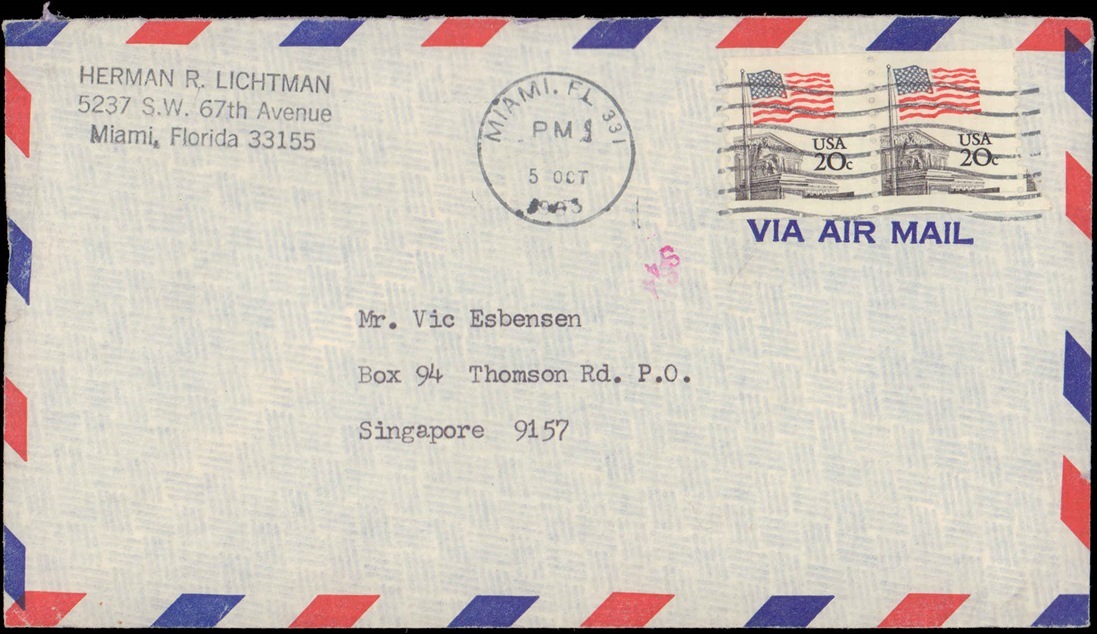 HERMAN R. LICHTMAN
5237 S.W. 67th Avenue
Miami, Florida 33155
MIAMI, FL 331
PM
5 OCT
1983
USA
20c
USA
20c
VIA AIR MAIL
Mr. Vic Esbensen
Box 94 Thomson Rd. P.O.
Singapore 9157